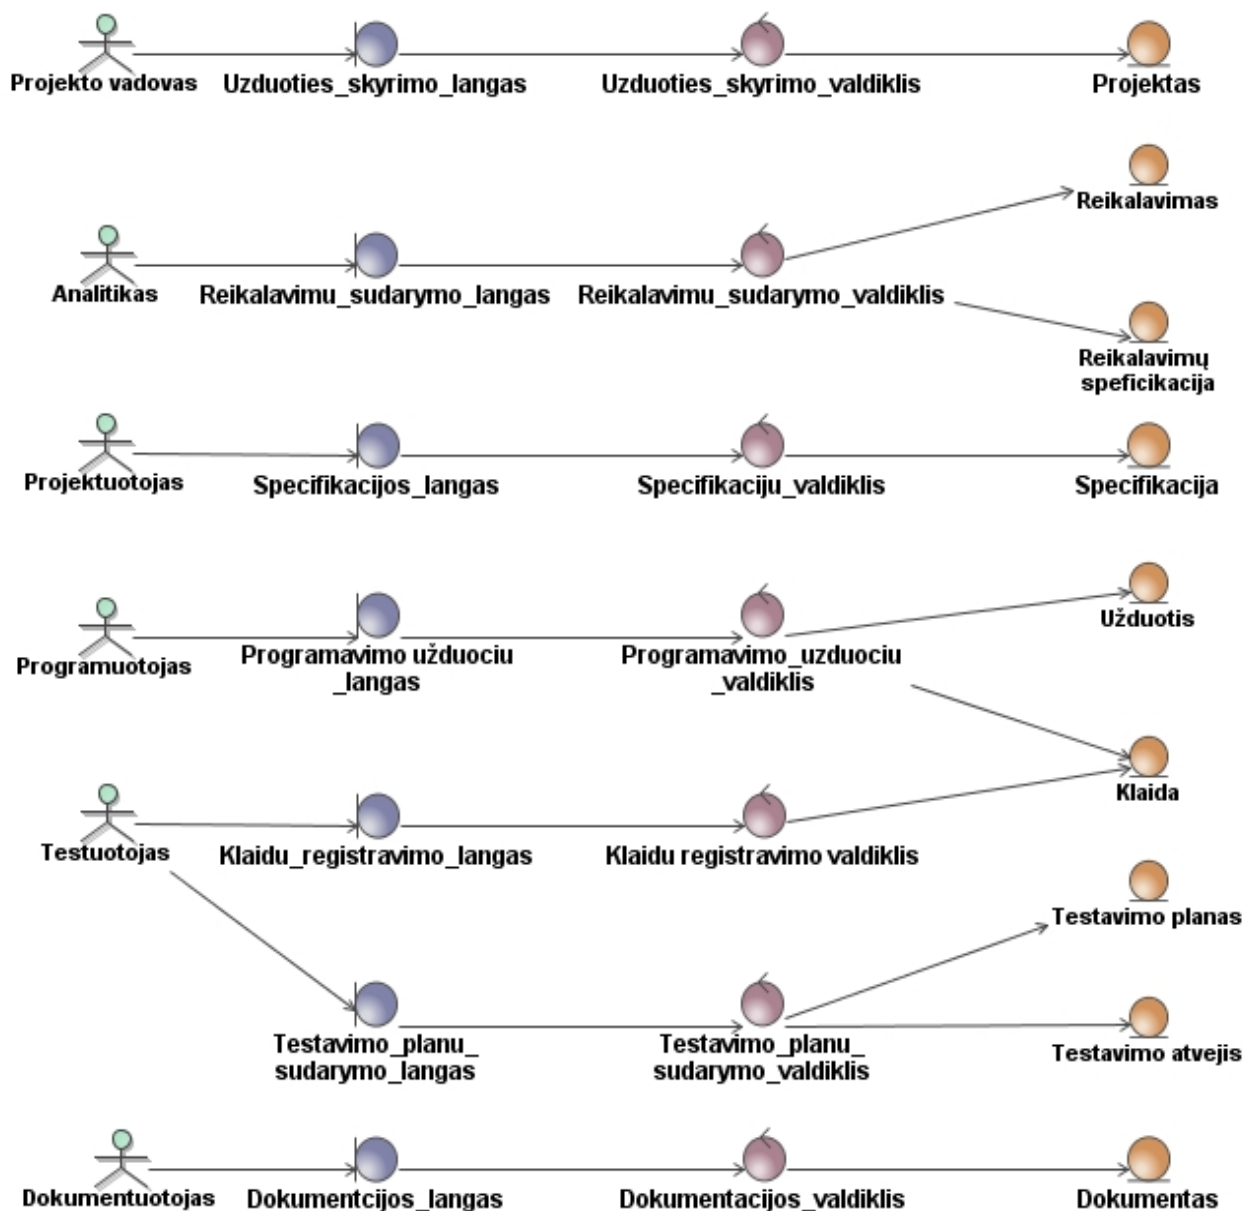 Projekto vadovas Uzduoties_skyrimo_langas Uzduoties_skyrimo_valdiklis Projektas
Reikalavimas
Analitikas Reikalavimu_sudarymo_langas Reikalavimu_sudarymo_valdiklis
Reikalavimų
speficikacija
Projektuotojas Specifikacijos_langas Specifikaciju_valdiklis Specifikacija
Užduotis
Programuotojas Programavimo užduociu Programavimo_uzduociu
_langas _valdiklis
Klaida
Testuotojas Klaidu_registravimo_langas Klaidu registravimo valdiklis
Testavimo planas
Testavimo_planu_ Testavimo_planu_ Testavimo atvejis
sudarymo_langas sudarymo_valdiklis
Dokumentuotojas Dokumentcijos_langas Dokumentacijos_valdiklis Dokumentas